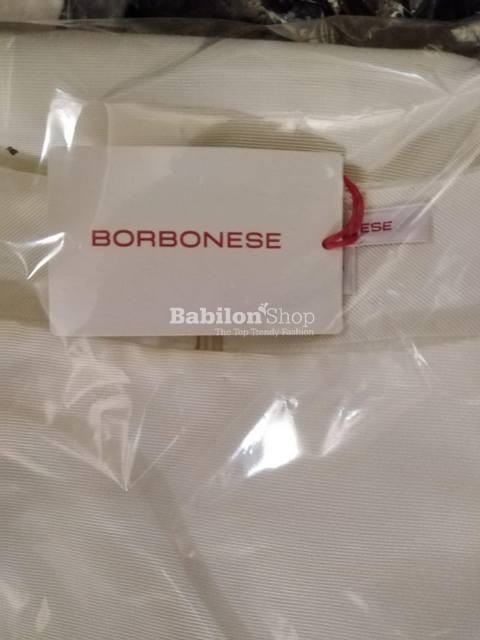 BORBONESE
ESE
Babilon Shop
The Top Trendy Fashion